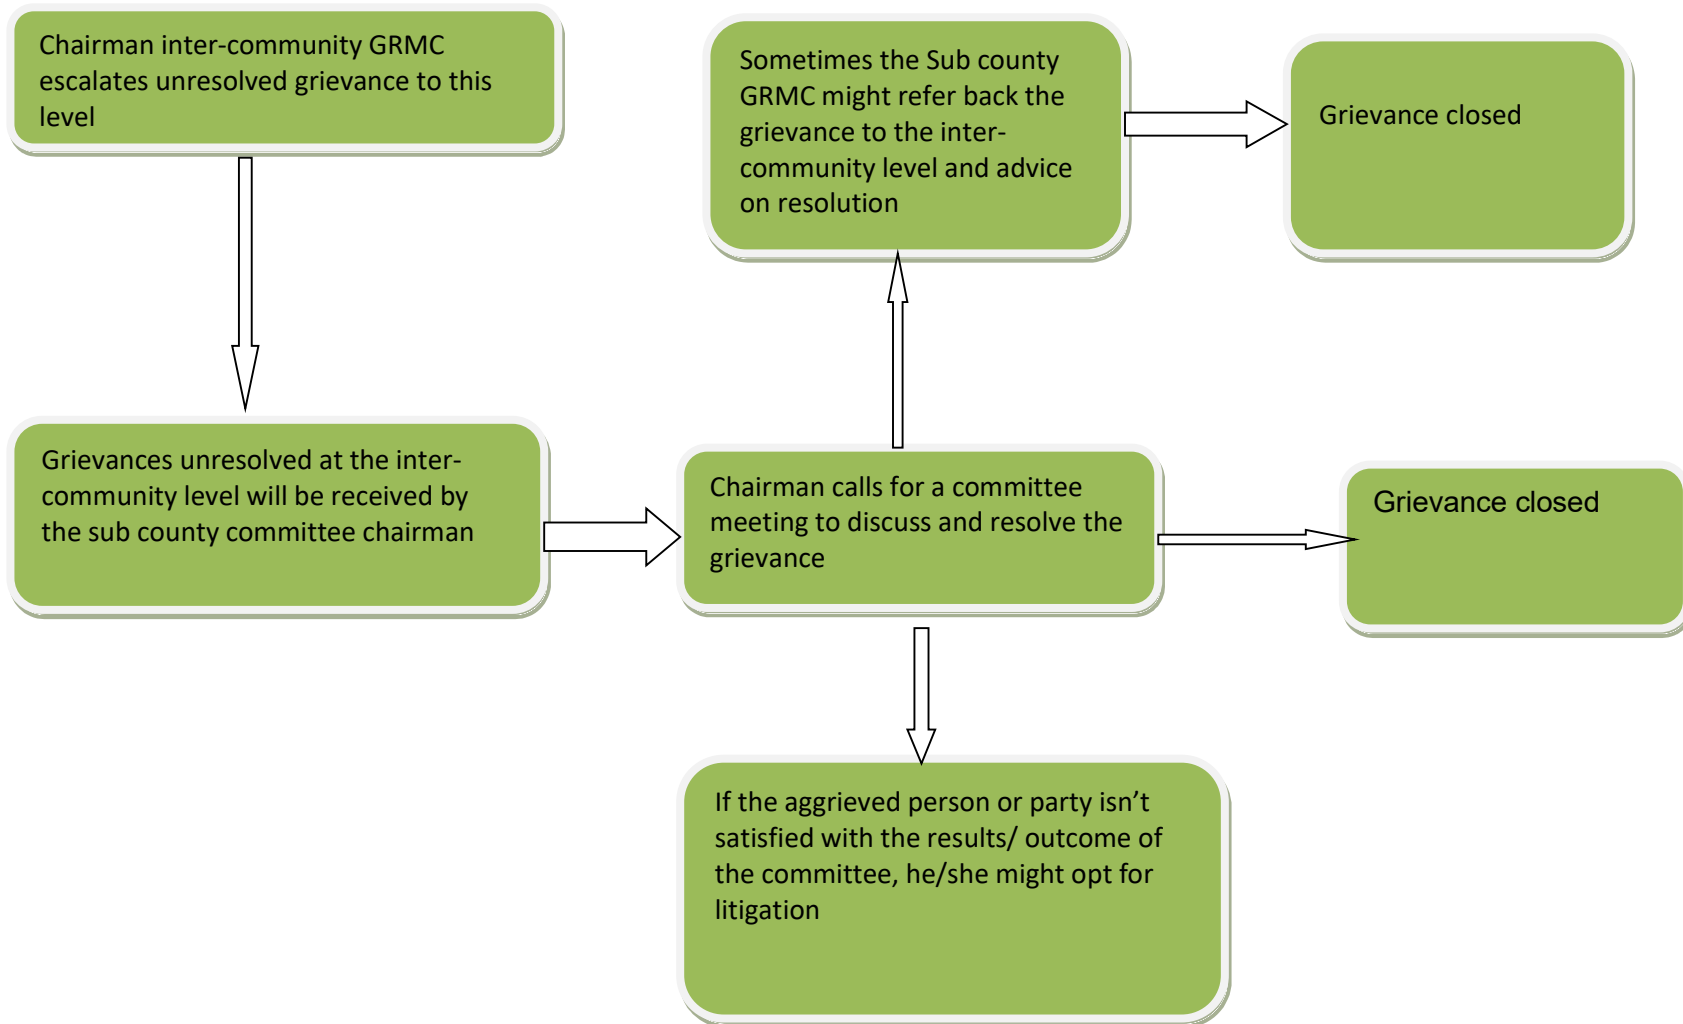 Chairman inter-community GRMC
escalates unresolved grievance to this
level
Sometimes the Sub county
GRMC might refer back the
grievance to the inter-
community level and advice
on resolution
Grievance closed
Grievances unresolved at the inter-
community level will be received by
the sub county committee chairman
Chairman calls for a committee
meeting to discuss and resolve the
grievance
Grievance closed
If the aggrieved person or party isn’t
satisfied with the results/ outcome of
the committee, he/she might opt for
litigation